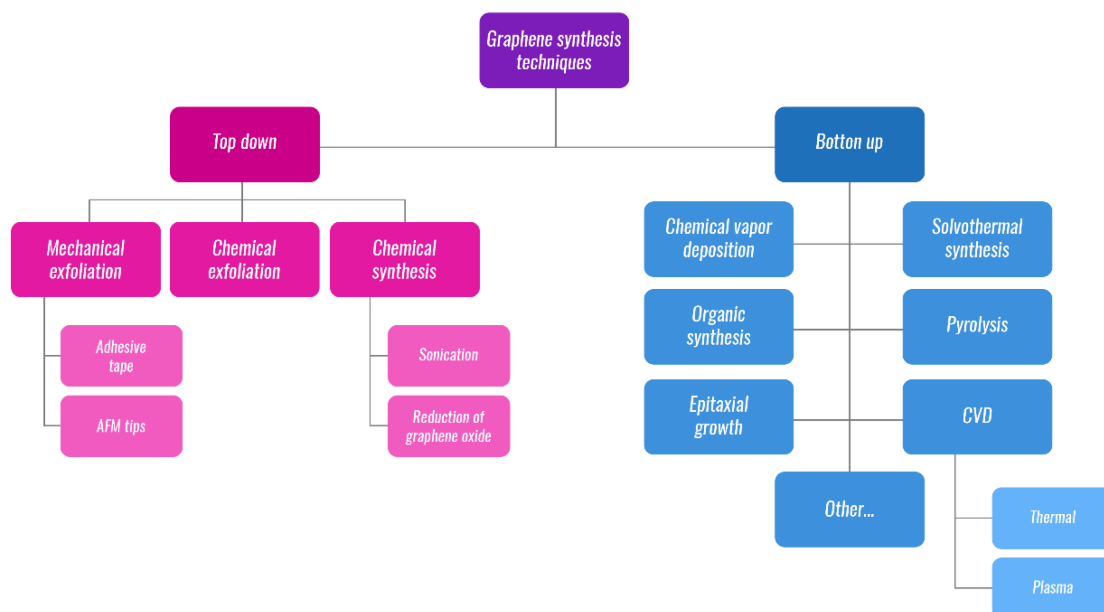 Graphene synthesis
techniques
Top down
Botton up
Mechanical
exfoliation
Chemical
exfoliation
Chemical
synthesis
Adhesive
tape
AFM tips
Sonication
Reduction of
graphene oxide
Chemical vapor
deposition
Solvothermal
synthesis
Organic
synthesis
Pyrolysis
Epitaxial
growth
CVD
Other...
Thermal
Plasma